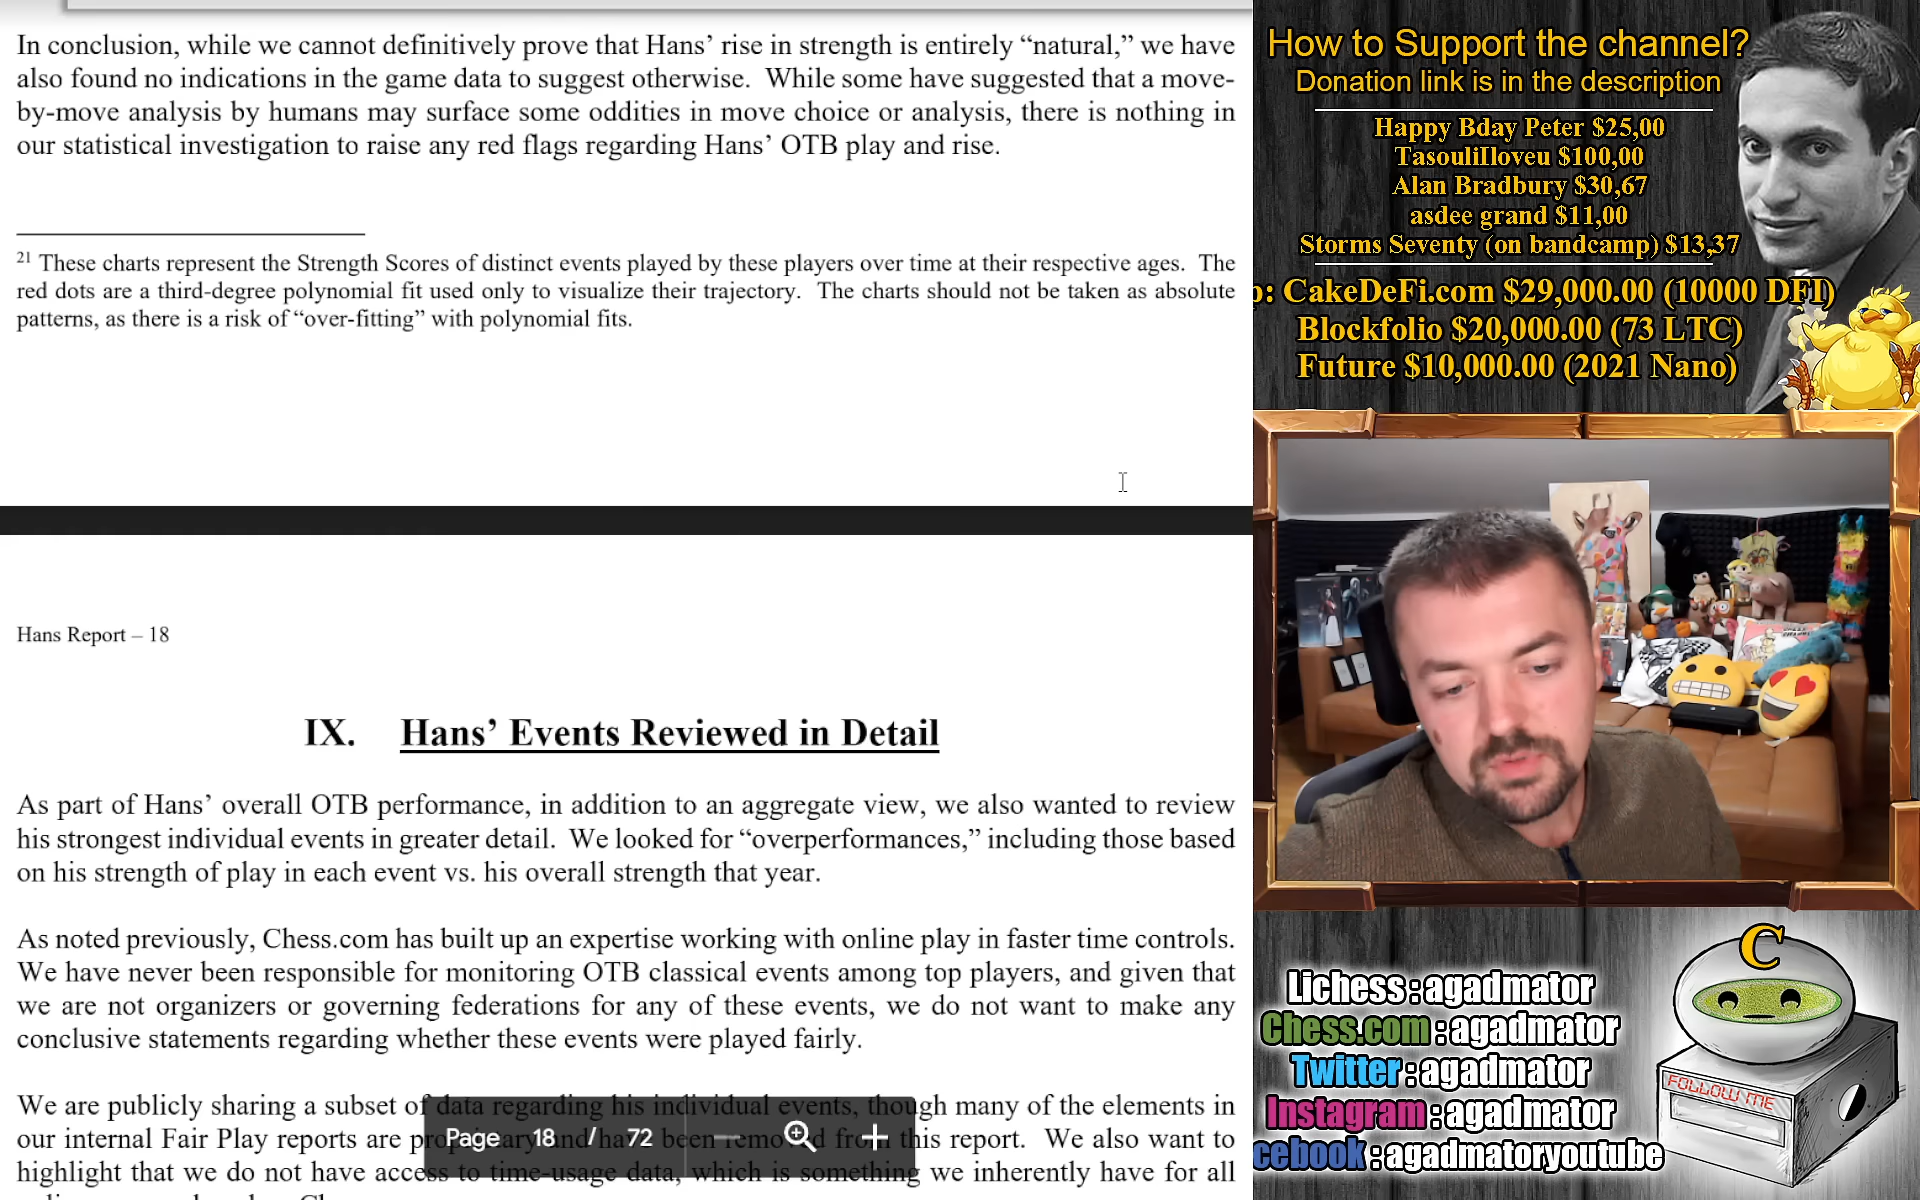 In conclusion, while we cannot definitively prove that Hans’ rise in strength is entirely “natural,” we have
also found no indications in the game data to suggest otherwise. While some have suggested that a move-
by-move analysis by humans may surface some oddities in move choice or analysis, there is nothing in
our statistical investigation to raise any red flags regarding Hans’ OTB play and rise.
21 These charts represent the Strength Scores of distinct events played by these players over time at their respective ages. The
red dots are a third-degree polynomial fit used only to visualize their trajectory. The charts should not be taken as absolute
patterns, as there is a risk of “over-fitting” with polynomial fits.
Hans Report – 18
IX. Hans’ Events Reviewed in Detail
As part of Hans’ overall OTB performance, in addition to an aggregate view, we also wanted to review
his strongest individual events in greater detail. We looked for “overperformances,” including those based
on his strength of play in each event vs. his overall strength that year.
As noted previously, Chess.com has built up an expertise working with online play in faster time controls.
We have never been responsible for monitoring OTB classical events among top players, and given that
we are not organizers or governing federations for any of these events, we do not want to make any
conclusive statements regarding whether these events were played fairly.
We are publicly sharing a subset of data regarding his individual events, though many of the elements in
our internal Fair Play reports are proprietary and have been removed from this report. We also want to
highlight that we do not have access to time-usage data, which is something we inherently have for all
Page 18 / 72
How to Support the channel?
Donation link is in the description
Happy Bday Peter $25,00
TasouliIloveu $100,00
Alan Bradbury $30,67
asdee grand $11,00
Storms Seventy (on bandcamp) $13,37
: CakeDeFi.com $29,000.00 (10000 DFI)
Blockfolio $20,000.00 (73 LTC)
Future $10,000.00 (2021 Nano)
Lichess:agadmator
Chess.com:agadmator
Twitter:agadmator
Instagram:agadmator
cebook:agadmatoryoutube
C
FOLLOW ME